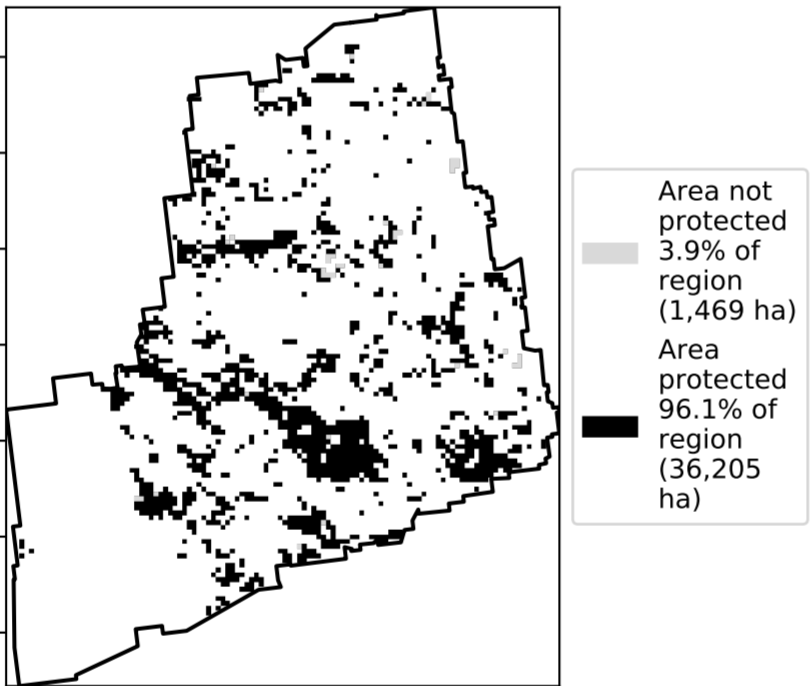 Area not
protected
3.9% of
region
(1,469 ha)
Area
protected
96.1% of
region
(36,205
ha)